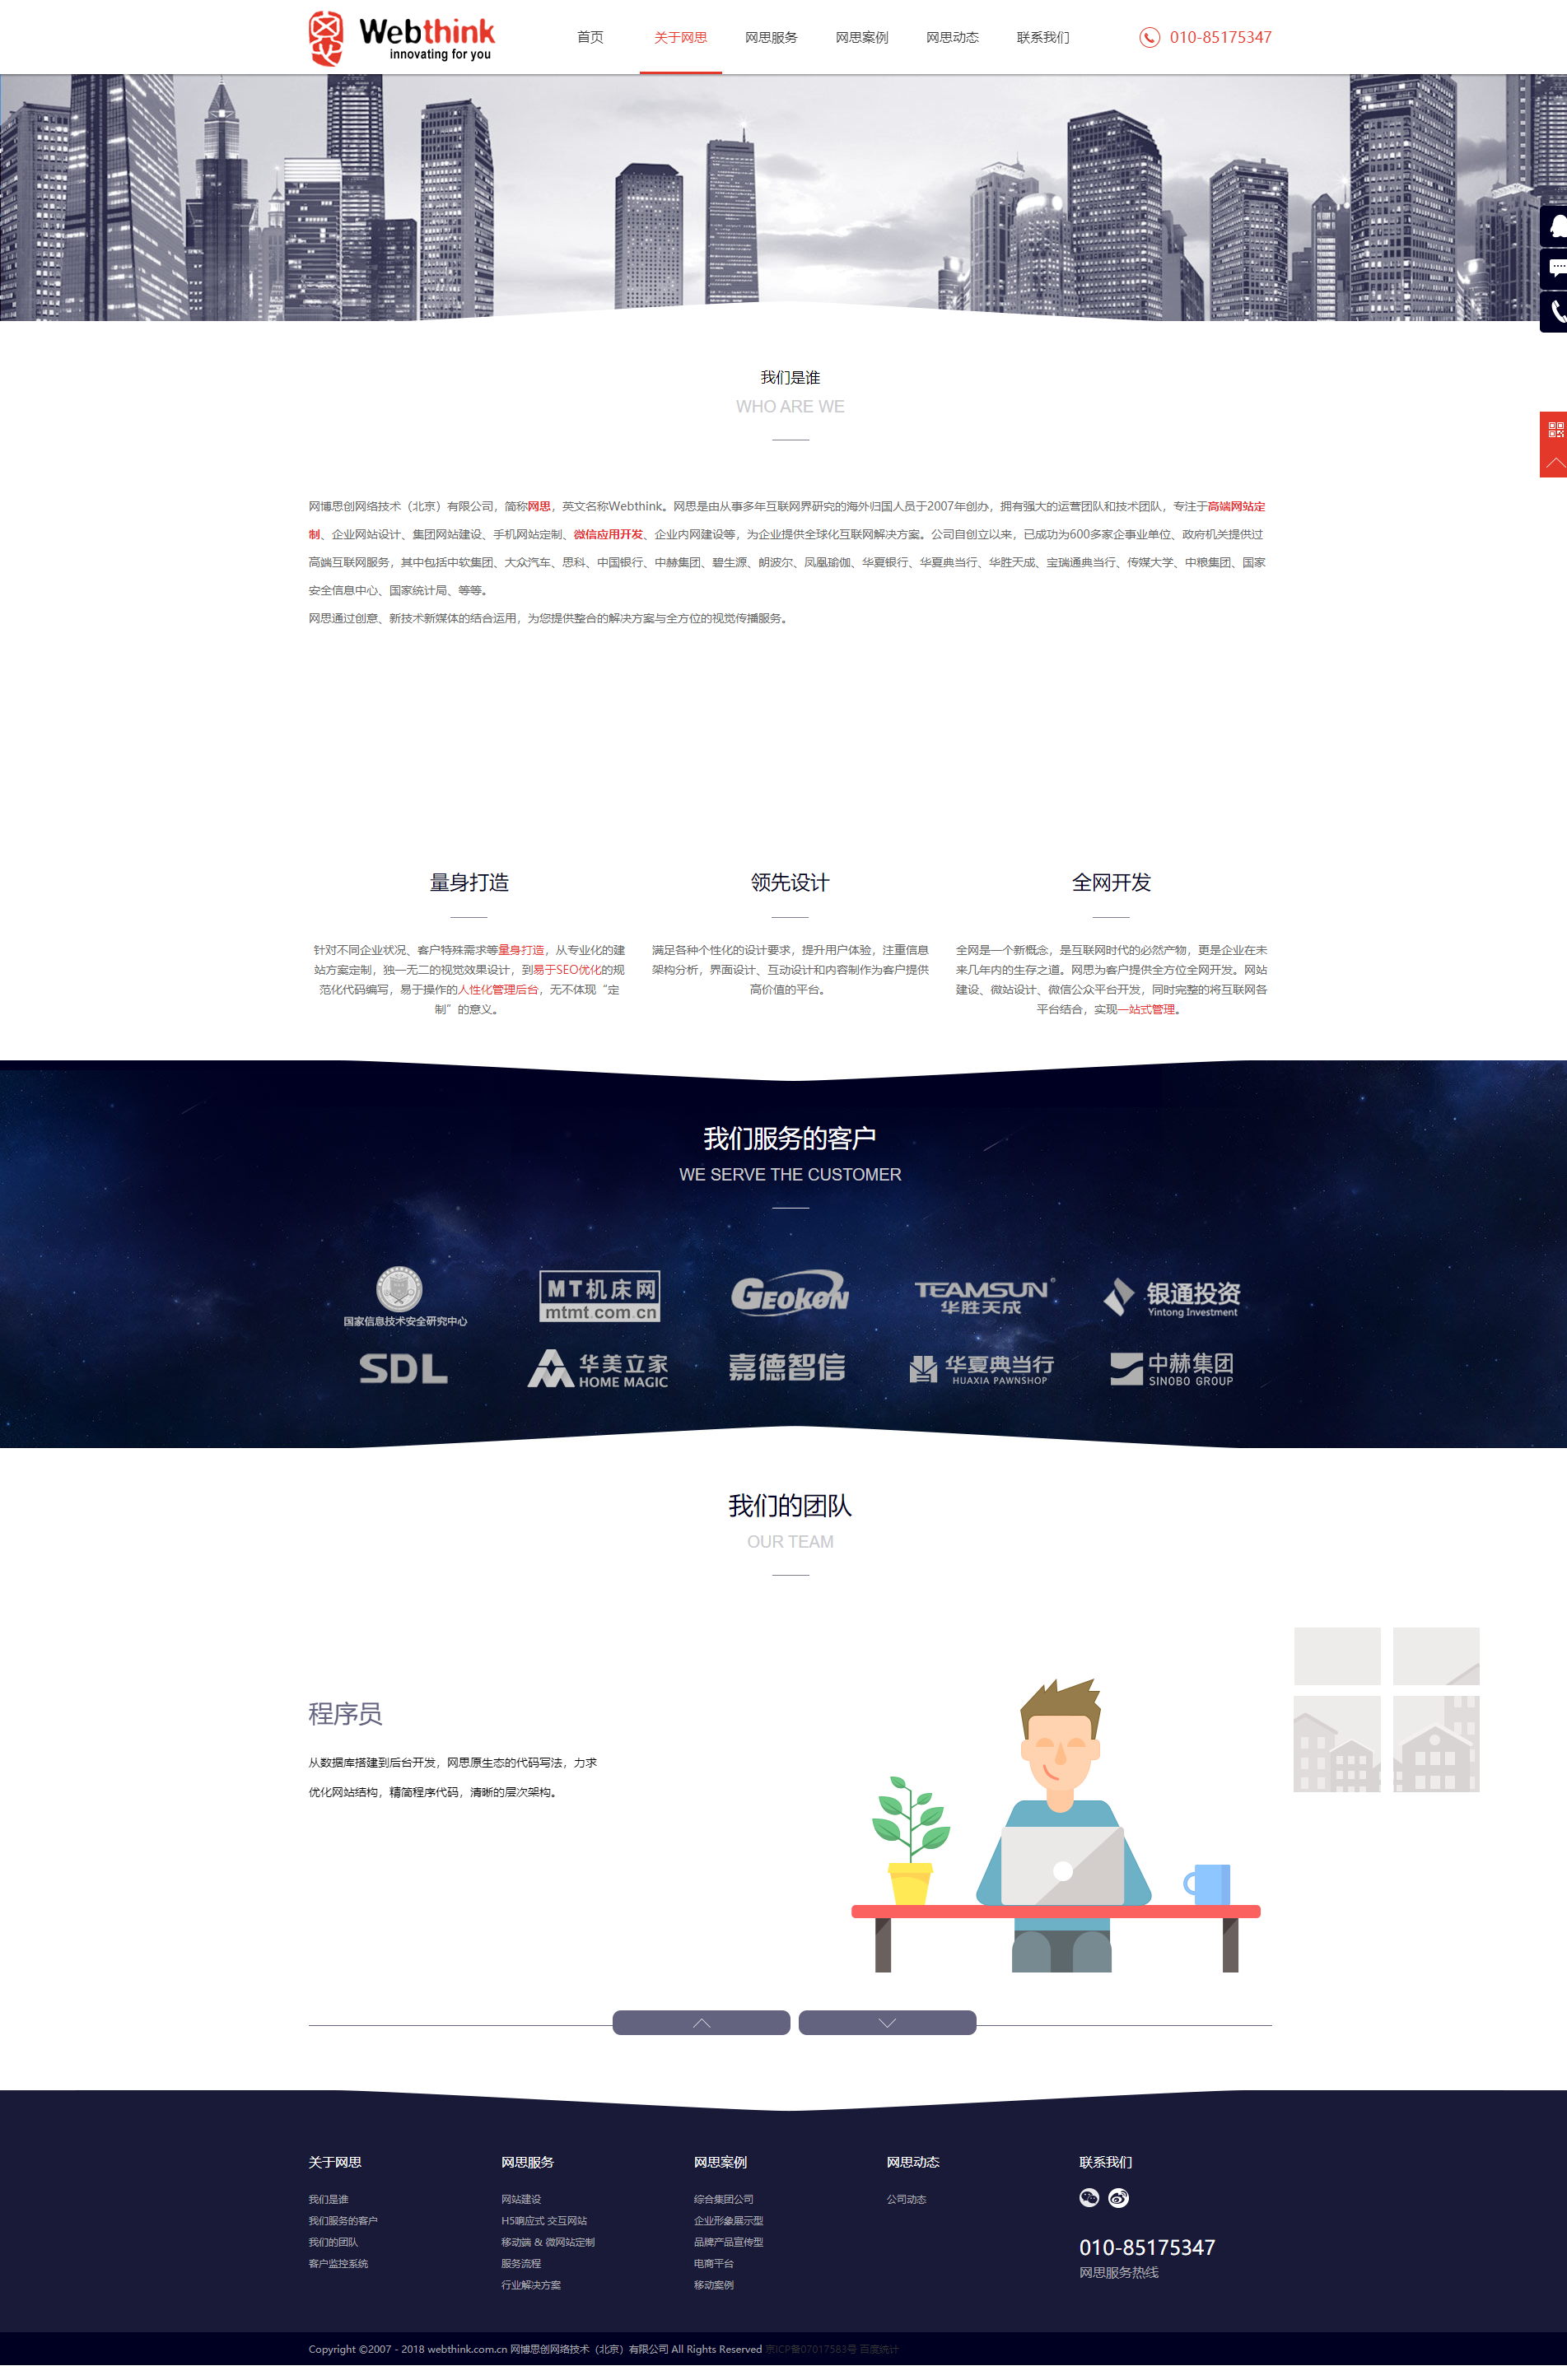 Webthink
innovating for you
首页 关于网思 网思服务 网思案例 网思动态 联系我们 010-85175347
我们是谁
WHO ARE WE
网博思创网络技术（北京）有限公司，简称网思，英文名称Webthink。网思是由从事多年互联网界研究的海外归国人员于2007年创办，拥有强大的运营团队和技术团队，专注于高端网站定
制、企业网站设计、集团网站建设、手机网站定制、微信应用开发、企业内网建设等，为企业提供全球化互联网解决方案。公司自创立以来，已成功为600多家企事业单位、政府机关提供过
高端互联网服务，其中包括中软集团、大众汽车、思科、中国银行、中赫集团、碧生源、朗波尔、凤凰瑜伽、华夏银行、华夏典当行、华胜天成、宝瑞通典当行、传媒大学、中粮集团、国家
安全信息中心、国家统计局、等等。
网思通过创意、新技术新媒体的结合运用，为您提供整合的解决方案与全方位的视觉传播服务。
量身打造
针对不同企业状况、客户特殊需求等量身打造，从专业化的建
站方案定制，独一无二的视觉效果设计，到易于SEO优化的规
范化代码编写，易于操作的人性化管理后台，无不体现“定
制”的意义。
领先设计
满足各种个性化的设计要求，提升用户体验，注重信息
架构分析，界面设计、互动设计和内容制作为客户提供
高价值的平台。
全网开发
全网是一个新概念，是互联网时代的必然产物，更是企业在未
来几年内的生存之道。网思为客户提供全方位全网开发。网站
建设、微站设计、微信公众平台开发，同时完整的将互联网各
平台结合，实现一站式管理。
我们服务的客户
WE SERVE THE CUSTOMER
国家信息技术安全研究中心
MT机床网
mtmt.com.cn
GEOKON
TEAMSUN
华胜天成
银通投资
Yintong Investment
SDL
华美立家
HOME MAGIC
嘉德智信
华夏典当行
HUAXIA PAWNSHOP
中赫集团
SINOBO GROUP
我们的团队
OUR TEAM
程序员
从数据库搭建到后台开发，网思原生态的代码写法，力求
优化网站结构，精简程序代码，清晰的层次架构。
关于网思
我们是谁
我们服务的客户
我们的团队
客户监控系统
网思服务
网站建设
H5响应式 交互网站
移动端 & 微网站定制
服务流程
行业解决方案
网思案例
综合集团公司
企业形象展示型
品牌产品宣传型
电商平台
移动案例
网思动态
公司动态
联系我们
010-85175347
网思服务热线
Copyright ©2007 - 2018 webthink.com.cn 网博思创网络技术（北京）有限公司 All Rights Reserved 京ICP备07017583号 百度统计